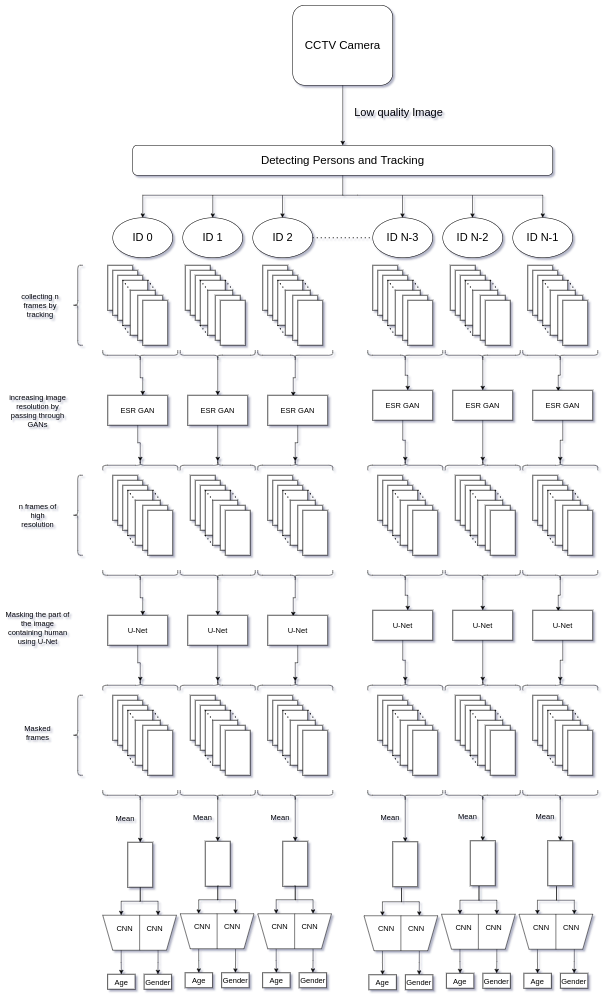 CCTV Camera
Low quality Image
Detecting Persons and Tracking
ID 0
ID 1
ID 2
ID N-3
ID N-2
ID N-1
collecting n
frames by
tracking
increasing image
resolution by
passing through
GANs
ESR GAN
ESR GAN
ESR GAN
ESR GAN
ESR GAN
ESR GAN
n frames of
high
resolution
Masking the part of
the image
containing human
using U-Net
U-Net
U-Net
U-Net
U-Net
U-Net
U-Net
Masked
frames
Mean
Mean
Mean
Mean
Mean
Mean
CNN
CNN
CNN
CNN
CNN
CNN
CNN
CNN
CNN
CNN
CNN
CNN
Age
Gender
Age
Gender
Age
Gender
Age
Gender
Age
Gender
Age
Gender